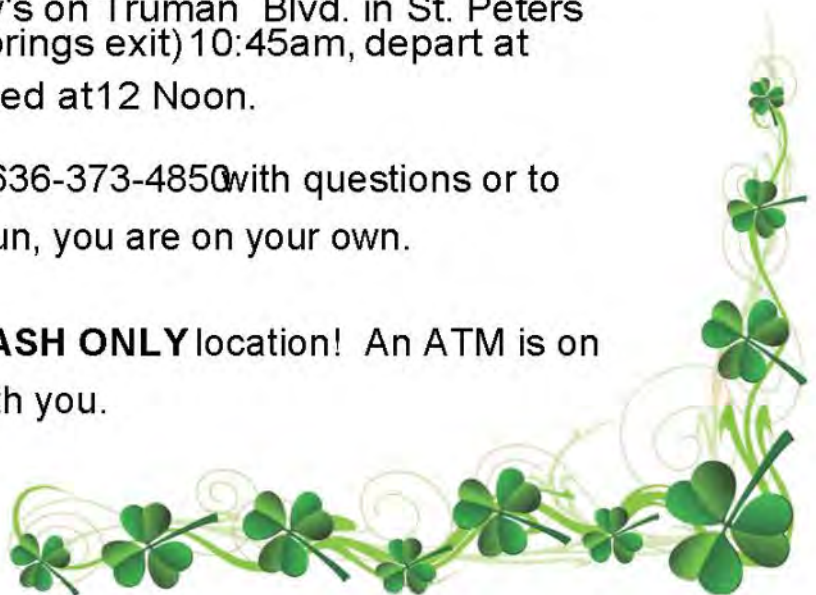 's on Truman Blvd. in St. Peters
rings exit) 10:45am, depart at
ed at12 Noon.
636-373-4850with questions or to
un, you are on your own.
ASH ONLY location! An ATM is on
th you.